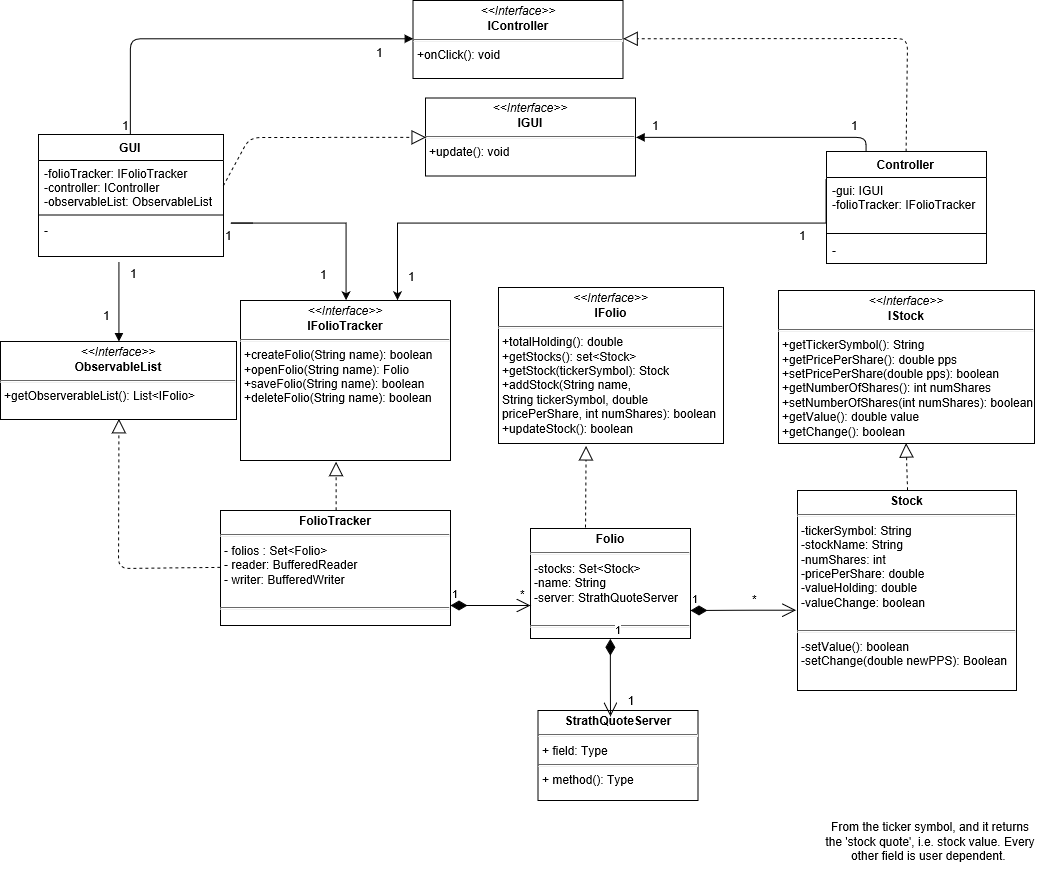 <<Interface>>
IController
+onClick(): void
1
1
<<Interface>>
IGUI
+update(): void
1
1
GUI
-folioTracker: IFolioTracker
-controller: IController
-observableList: ObservableList
-
Controller
-gui: IGUI
-folioTracker: IFolioTracker
-
1
1
1
1
1
1
<<Interface>>
ObservableList
+getObserverableList(): List<IFolio>
<<Interface>>
IFolioTracker
+createFolio(String name): boolean
+openFolio(String name): Folio
+saveFolio(String name): boolean
+deleteFolio(String name): boolean
<<Interface>>
IFolio
+totalHolding(): double
+getStocks(): set<Stock>
+getStock(tickerSymbol): Stock
+addStock(String name,
String tickerSymbol, double
pricePerShare, int numShares): boolean
+updateStock(): boolean
<<Interface>>
IStock
+getTickerSymbol(): String
+getPricePerShare(): double pps
+setPricePerShare(double pps): boolean
+getNumberOfShares(): int numShares
+setNumberOfShares(int numShares): boolean
+getValue(): double value
+getChange(): boolean
FolioTracker
- folios : Set<Folio>
- reader: BufferedReader
- writer: BufferedWriter
1
*
Folio
-stocks: Set<Stock>
-name: String
-server: StrathQuoteServer
1
1
*
Stock
-tickerSymbol: String
-stockName: String
-numShares: int
-pricePerShare: double
-valueHolding: double
-valueChange: boolean
-setValue(): boolean
-setChange(double newPPS): Boolean
1
StrathQuoteServer
+ field: Type
+ method(): Type
From the ticker symbol, and it returns
the 'stock quote', i.e. stock value. Every
other field is user dependent.